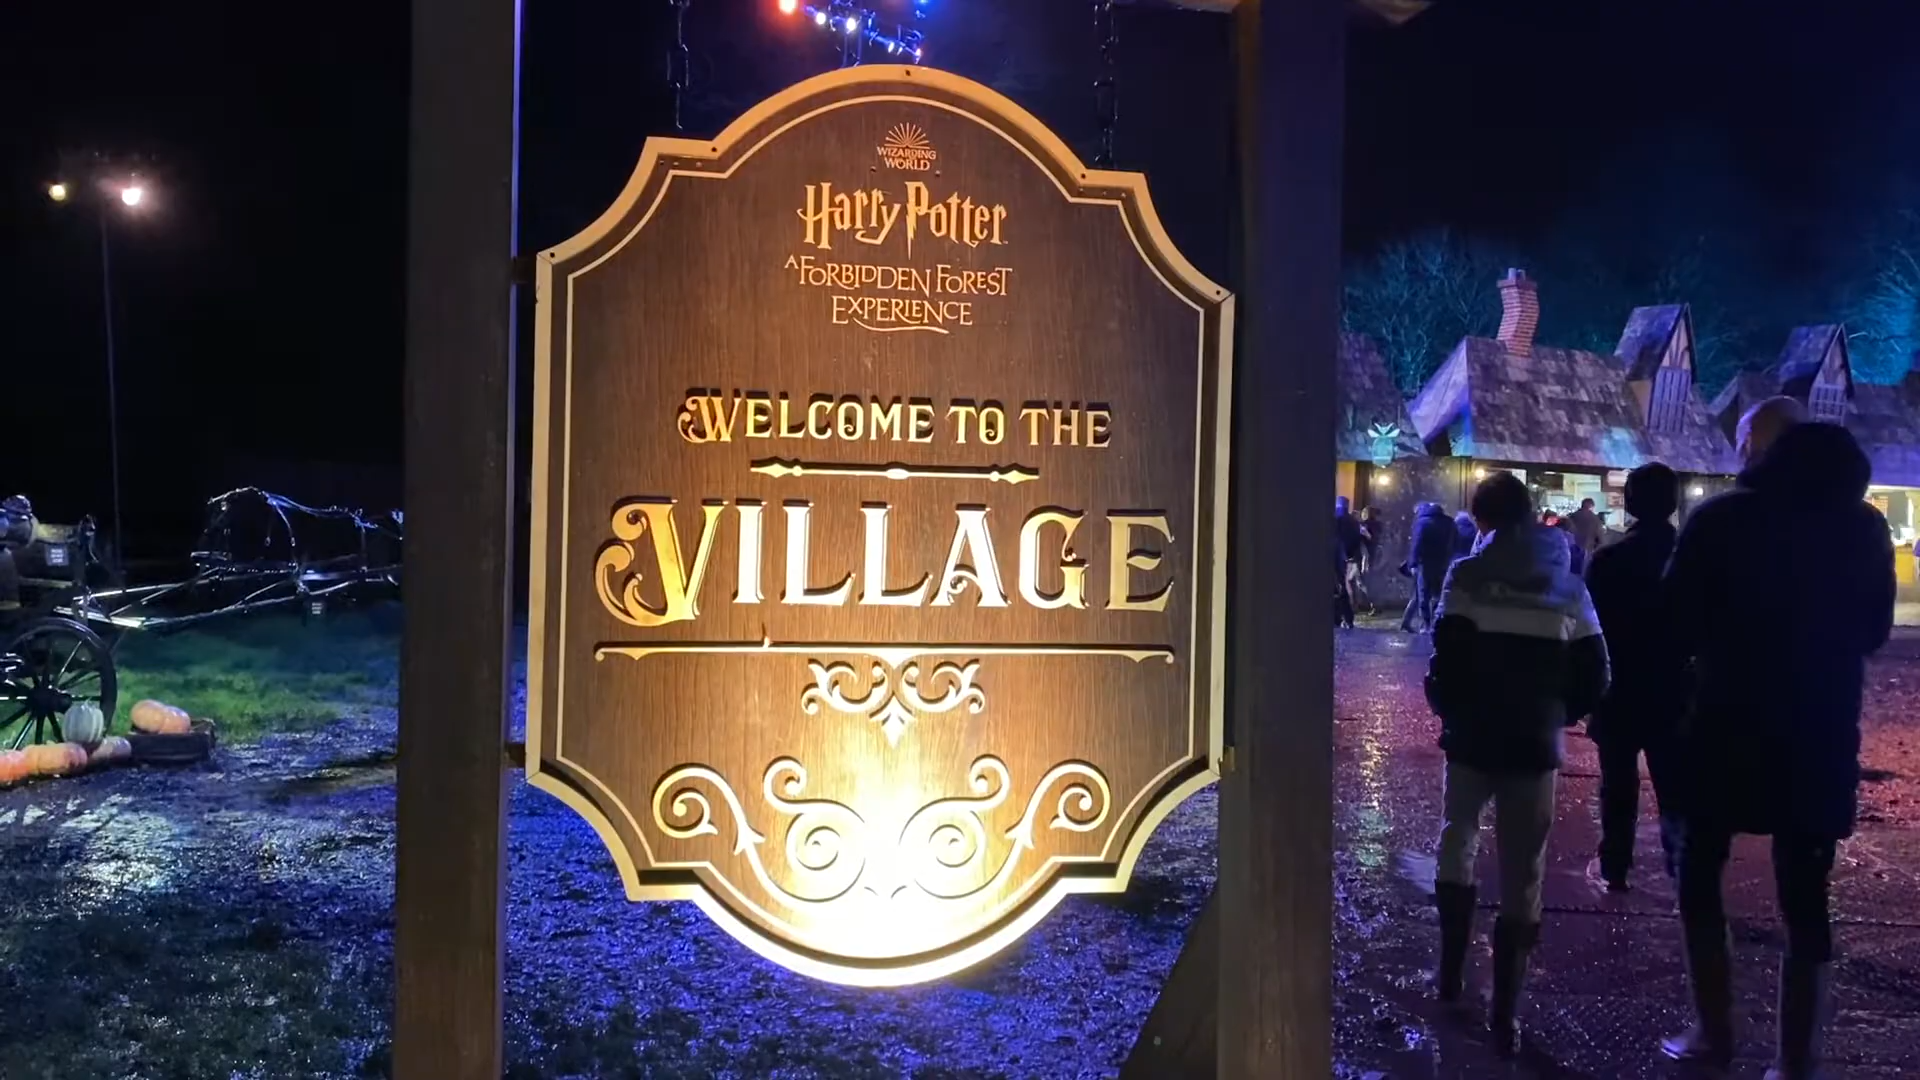 WIZARDING
WORLD
Harry Potter
A FORBIDDEN FOREST
EXPERIENCE
WELCOME TO THE
VILLAGE